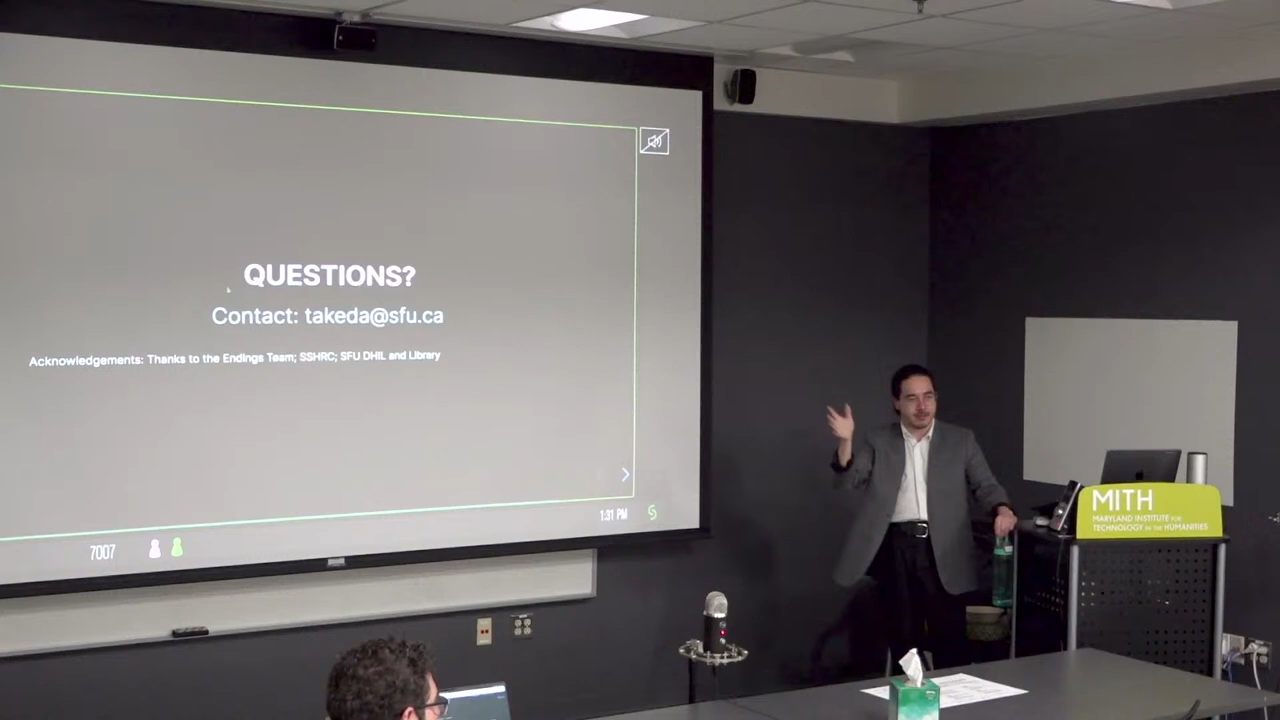 QUESTIONS?
Contact: takeda@sfu.ca
Acknowledgements: Thanks to the Endings Team; SSHRC; SFU DHIL and Library
1:31 PM
7007
MITH
MARYLAND INSTITUTE FOR
TECHNOLOGY IN THE HUMANITIES